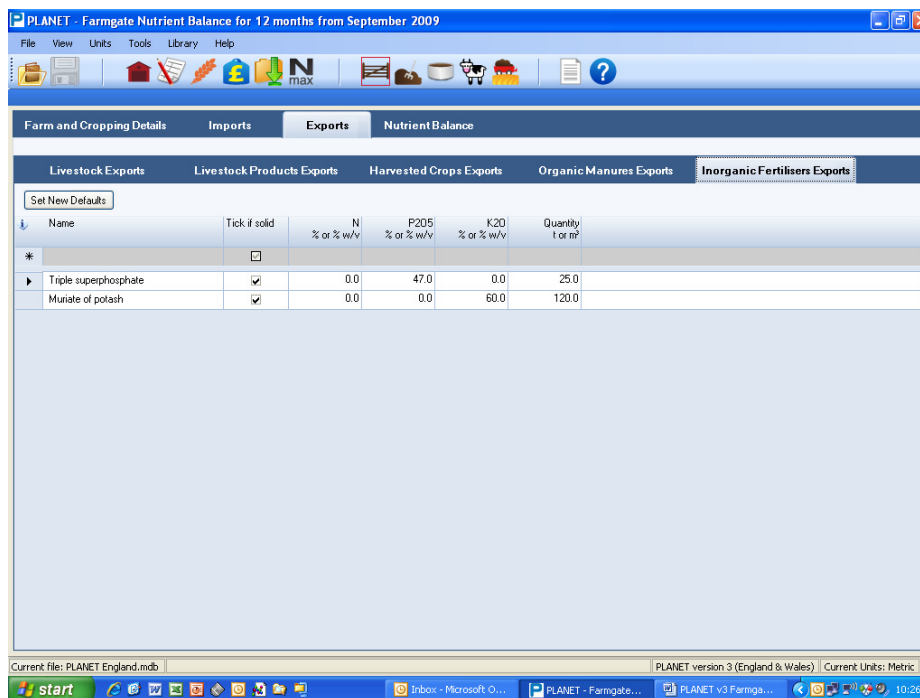 PLANET - Farmgate Nutrient Balance for 12 months from September 2009
File View Units Tools Library Help
N max
Farm and Cropping Details Imports Exports Nutrient Balance
Livestock Exports Livestock Products Exports Harvested Crops Exports Organic Manures Exports Inorganic Fertilisers Exports
Set New Defaults
Name Tick if solid N P2O5 K2O Quantity
% or % w/v % or % w/v % or % w/v t or m³
Triple superphosphate 0.0 47.0 0.0 25.0
Muriate of potash 0.0 0.0 60.0 120.0
Current file: PLANET England.mdb PLANET version 3 (England & Wales) Current Units: Metric
start Inbox - Microsoft O... PLANET - Farmgate... PLANET v3 Farmga... 10:26